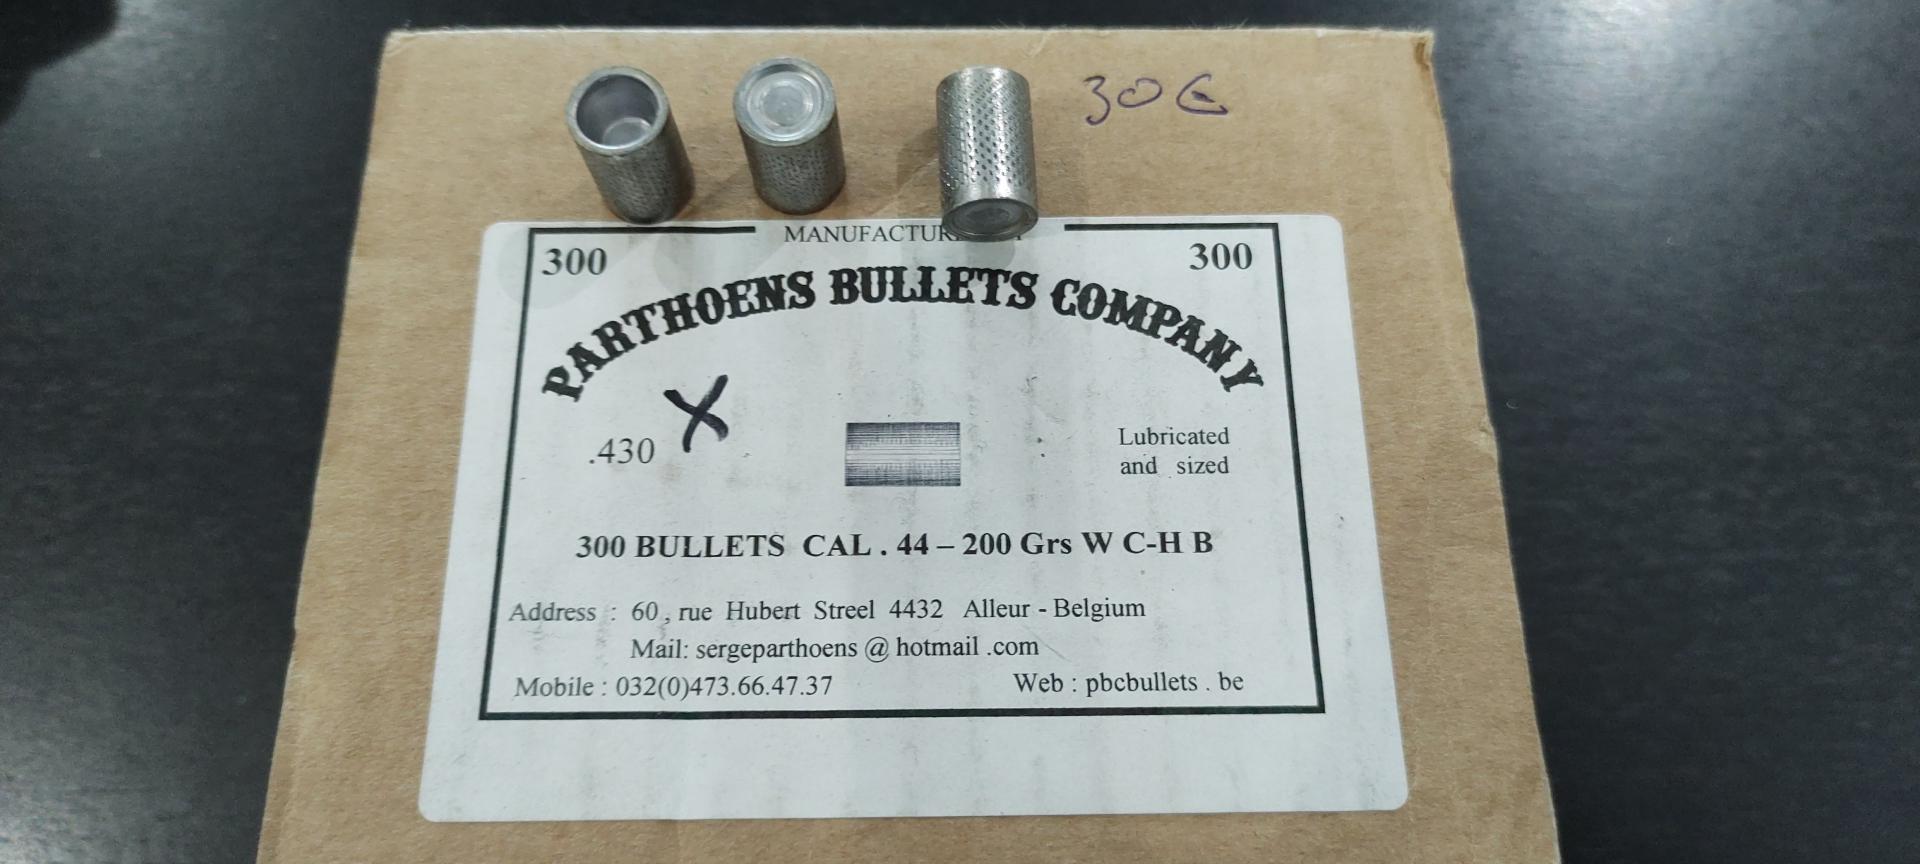 30€
MANUFACTUR
300
300
PARTHOENS BULLETS COMPANY
.430
X
Lubricated
and sized
300 BULLETS CAL . 44 – 200 Grs W C-H B
Address : 60 , rue Hubert Streel 4432 Alleur - Belgium
Mail: sergeparthoens @ hotmail .com
Mobile : 032(0)473.66.47.37
Web : pbcbullets . be